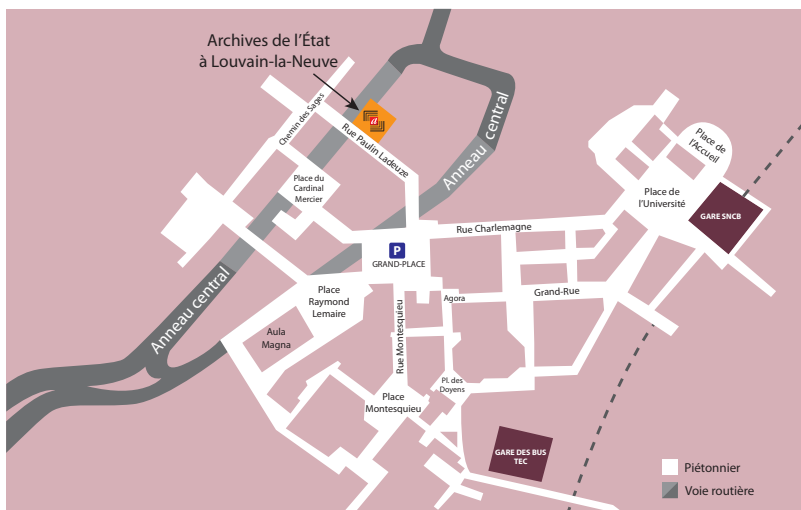 Archives de l'État
à Louvain-la-Neuve
Chemin des Sages
a
Rue Paulin Ladeuze
Anneau central
Anneau
central
Place de
l'Accueil
Place du
Cardinal
Mercier
Place de
l'Université
GARE SNCB
Rue Charlemagne
P
GRAND-PLACE
Anneau central
Place
Raymond
Lemaire
Agora
Grand-Rue
Rue Montesquieu
Aula
Magna
Pl. des
Doyens
Place
Montesquieu
GARE DES BUS
TEC
Piétonnier
Voie routière